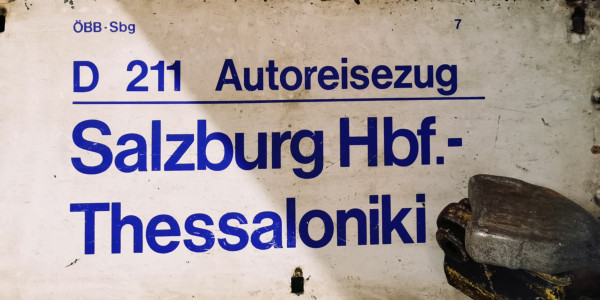 ÖBB-Sbg 7
D 211 Autoreisezug
Salzburg Hbf.-
Thessaloniki